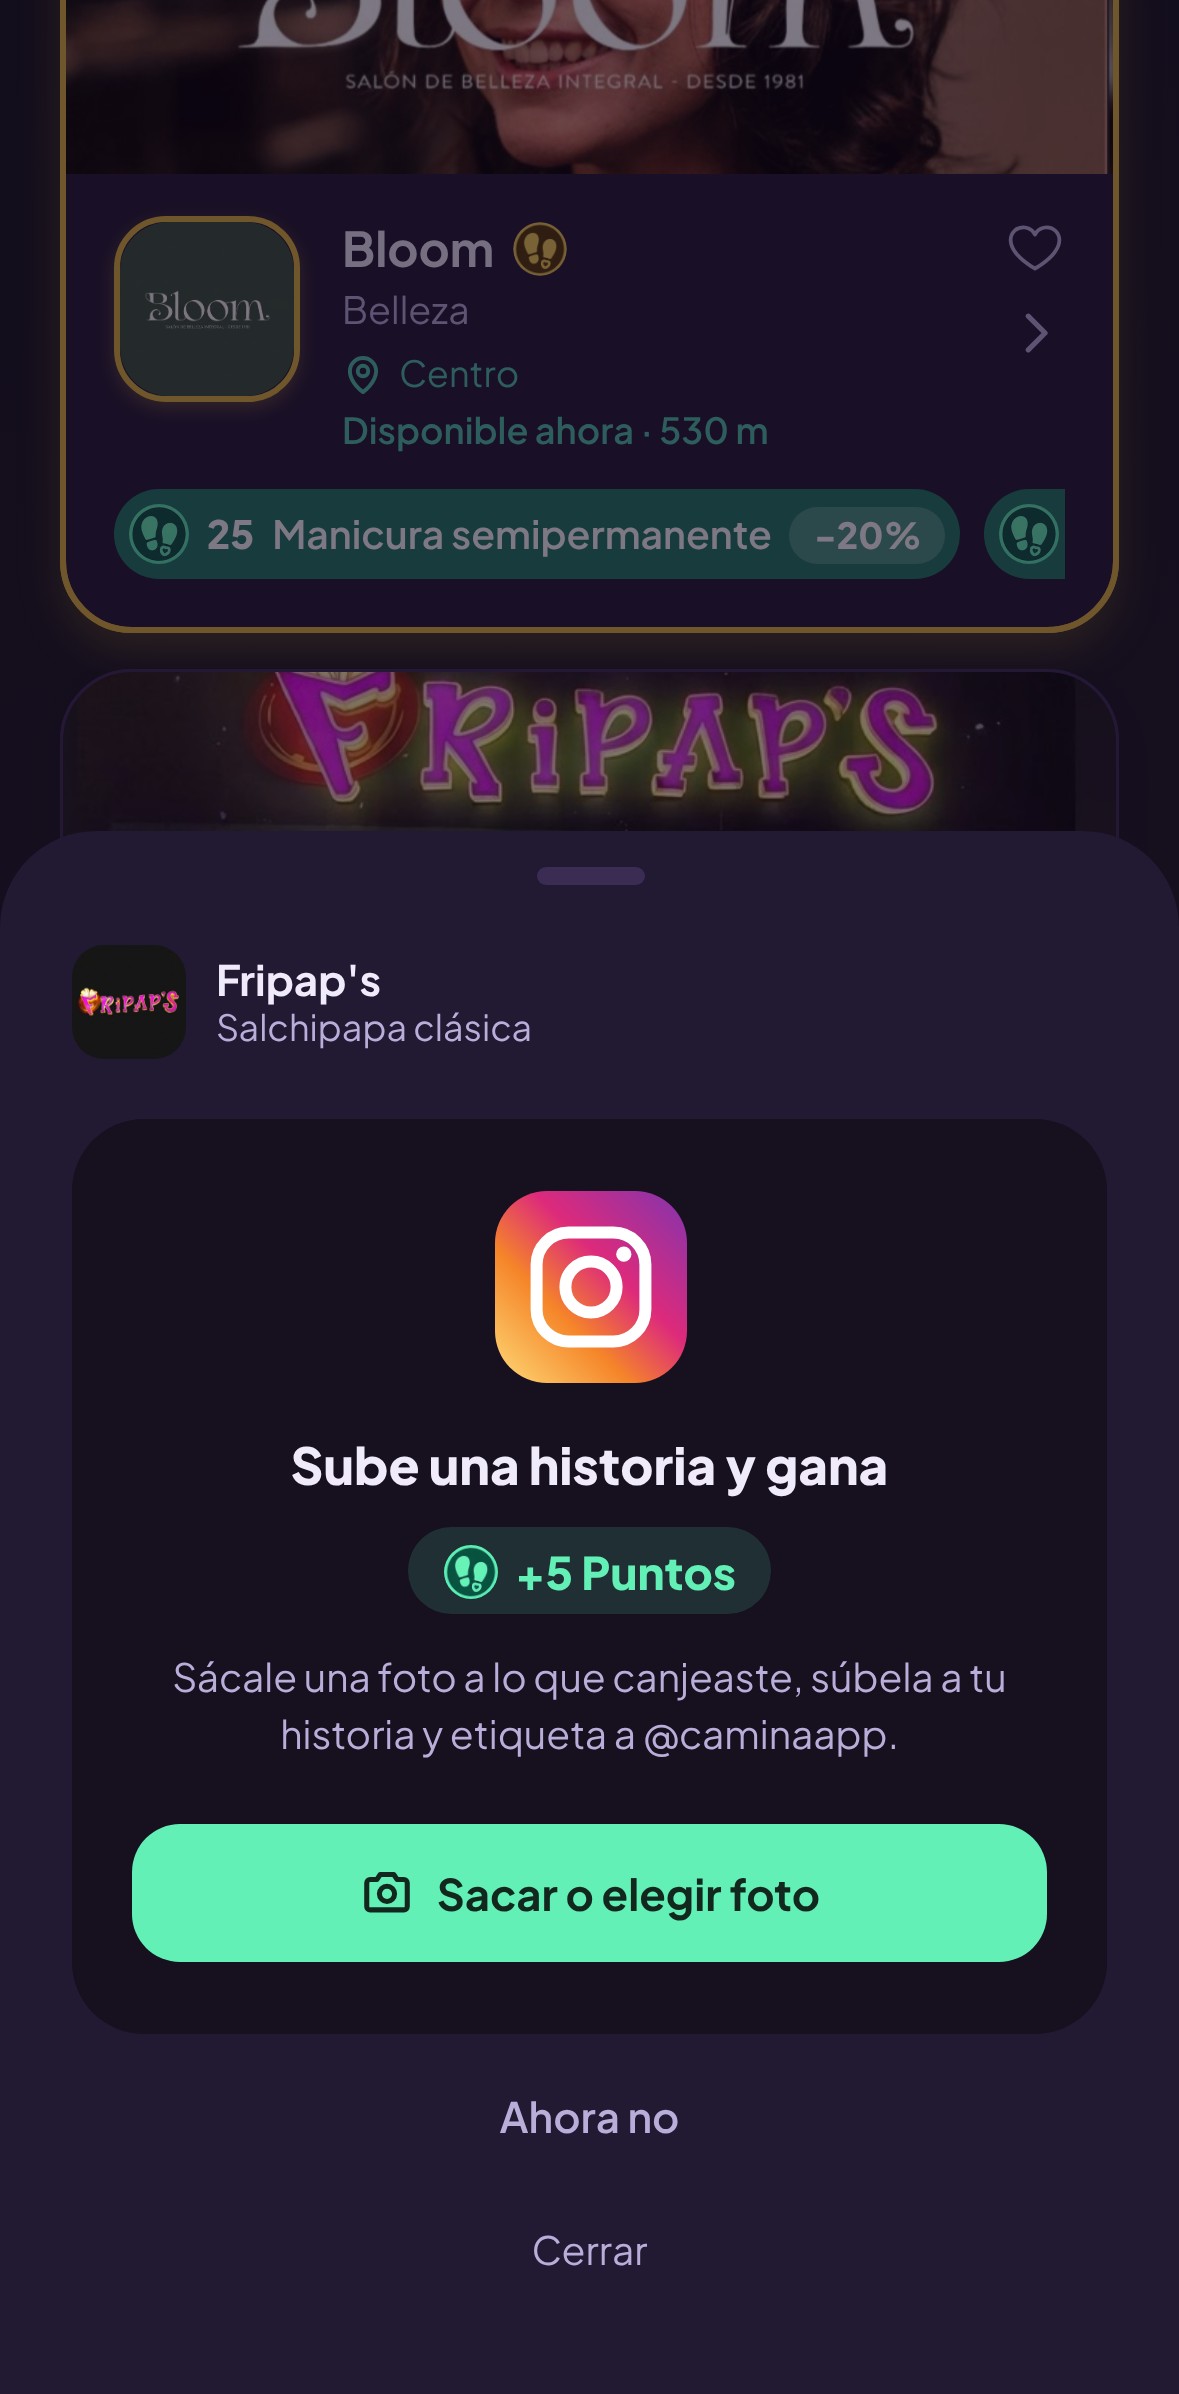 Bloom
SALÓN DE BELLEZA INTEGRAL - DESDE 1981
Bloom
Bloom
Belleza
Centro
Disponible ahora · 530 m
25 Manicura semipermanente -20%
FRiPAP'S
FRiPAP'S
Fripap's
Salchipapa clásica
Sube una historia y gana
+5 Puntos
Sácale una foto a lo que canjeaste, súbela a tu
historia y etiqueta a @caminaapp.
Sacar o elegir foto
Ahora no
Cerrar